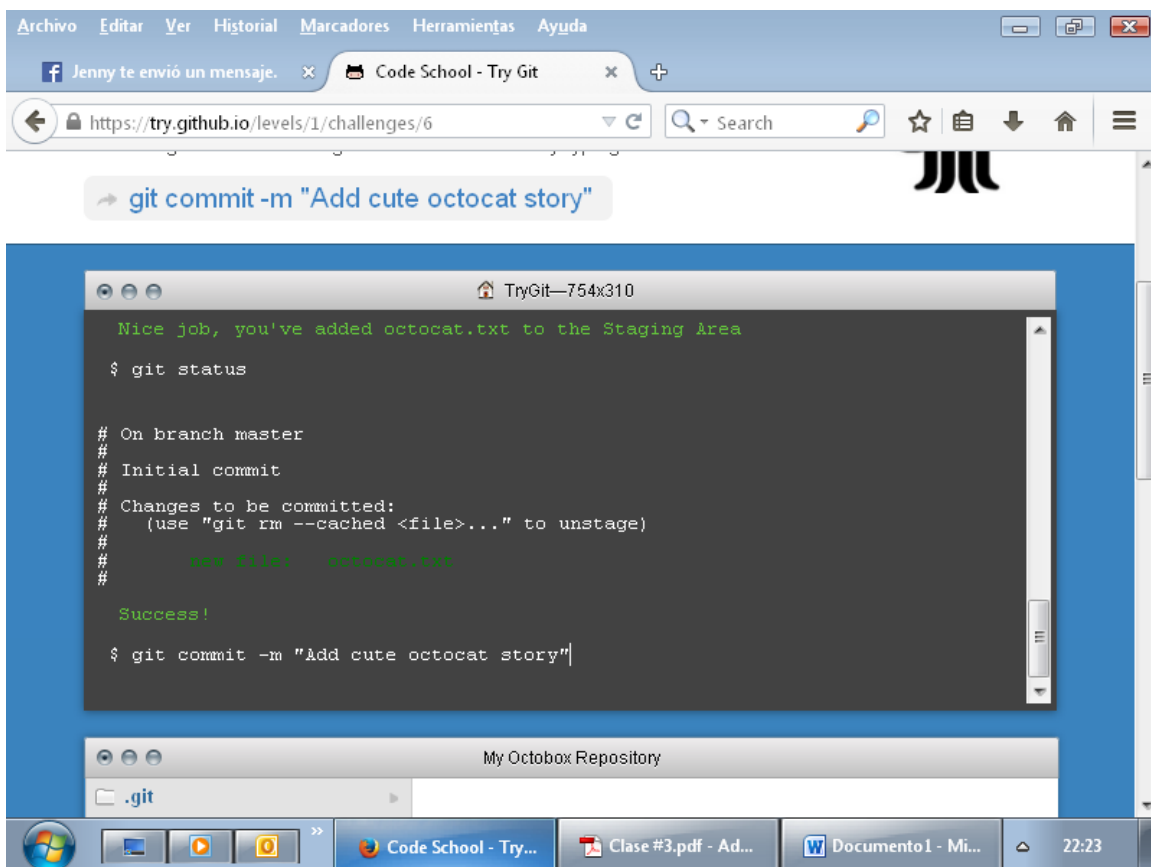 Archivo Editar Ver Historial Marcadores Herramientas Ayuda
Jenny te envió un mensaje.
Code School - Try Git
https://try.github.io/levels/1/challenges/6
Search
git commit -m "Add cute octocat story"
TryGit—754x310
Nice job, you've added octocat.txt to the Staging Area
$ git status
# On branch master
#
# Initial commit
#
# Changes to be committed:
#   (use "git rm --cached <file>..." to unstage)
#
#       new file:   octocat.txt
#
Success!
$ git commit -m "Add cute octocat story"
My Octobox Repository
.git
Code School - Try...
Clase #3.pdf - Ad...
Documento1 - Mi...
22:23